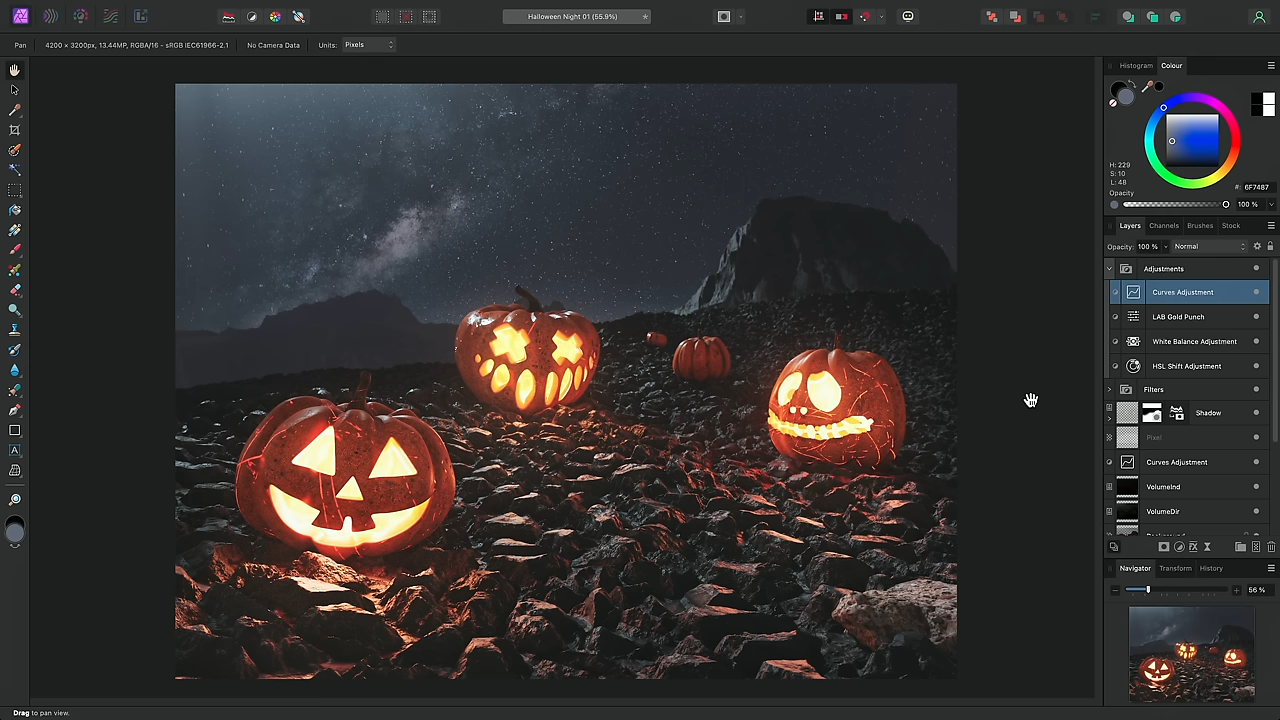 Halloween Night 01 (55.9%)
Pan
4200 × 3200px, 13.44MP, RGBA/16 - sRGB IEC61966-2.1
No Camera Data
Units:
Pixels
Histogram
Colour
H: 229
S: 10
L: 48
#: 6F7487
Opacity
100 %
Layers
Channels
Brushes
Stock
Opacity: 100 %
Normal
Adjustments
Curves Adjustment
LAB Gold Punch
White Balance Adjustment
HSL Shift Adjustment
Filters
Shadow
Pixel
Curves Adjustment
VolumeInd
VolumeDir
Navigator
Transform
History
56 %
Drag to pan view.